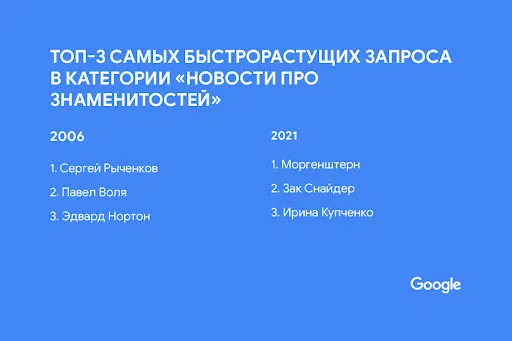 ТОП-3 САМЫХ БЫСТРОРАСТУЩИХ ЗАПРОСА
В КАТЕГОРИИ «НОВОСТИ ПРО
ЗНАМЕНИТОСТЕЙ»
2006
1. Сергей Рыченков
2. Павел Воля
3. Эдвард Нортон
2021
1. Моргенштерн
2. Зак Снайдер
3. Ирина Купченко
Google